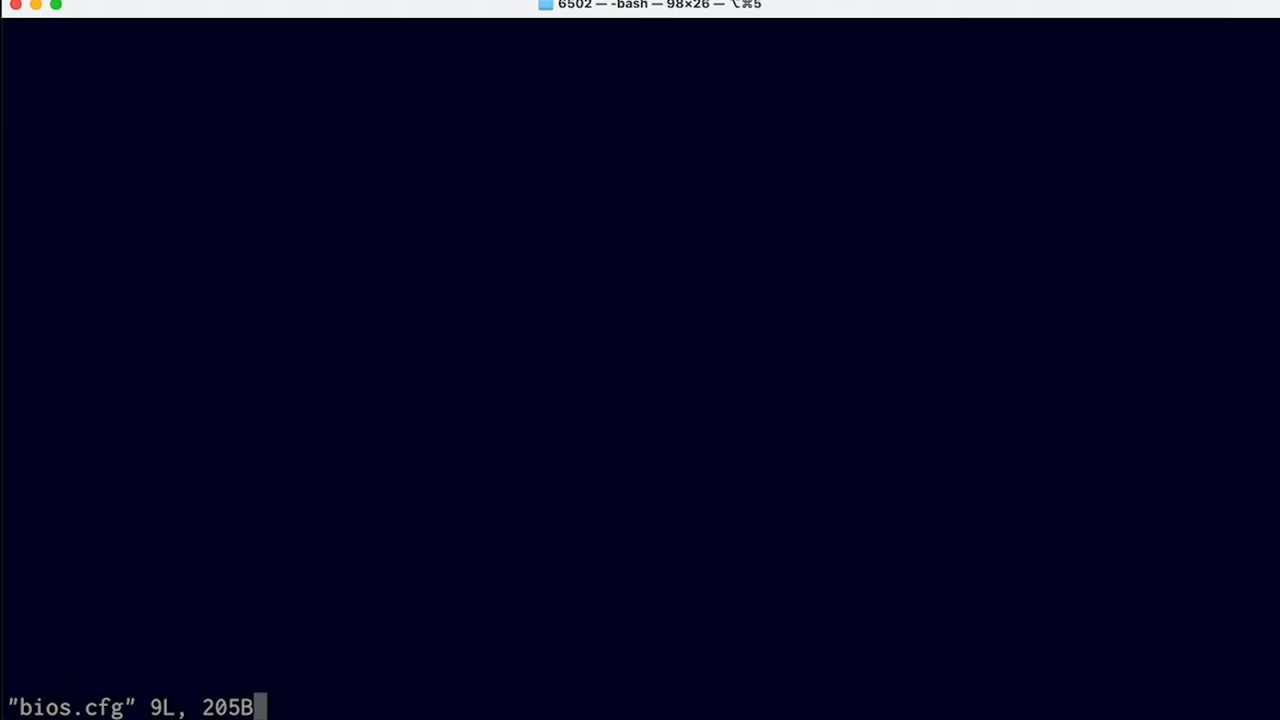 6502 — -bash — 98×26 — ⌥⌘5
"bios.cfg" 9L, 205B